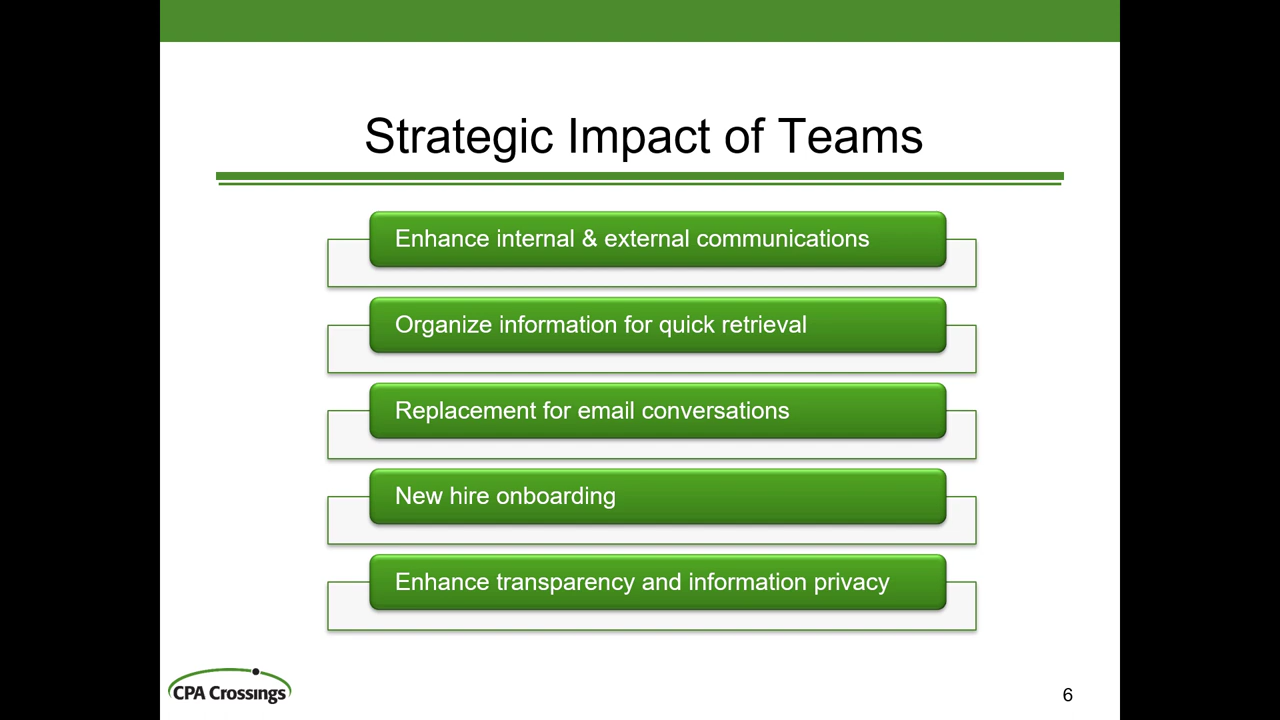 Strategic Impact of Teams
Enhance internal & external communications
Organize information for quick retrieval
Replacement for email conversations
New hire onboarding
Enhance transparency and information privacy
CPA Crossings
6